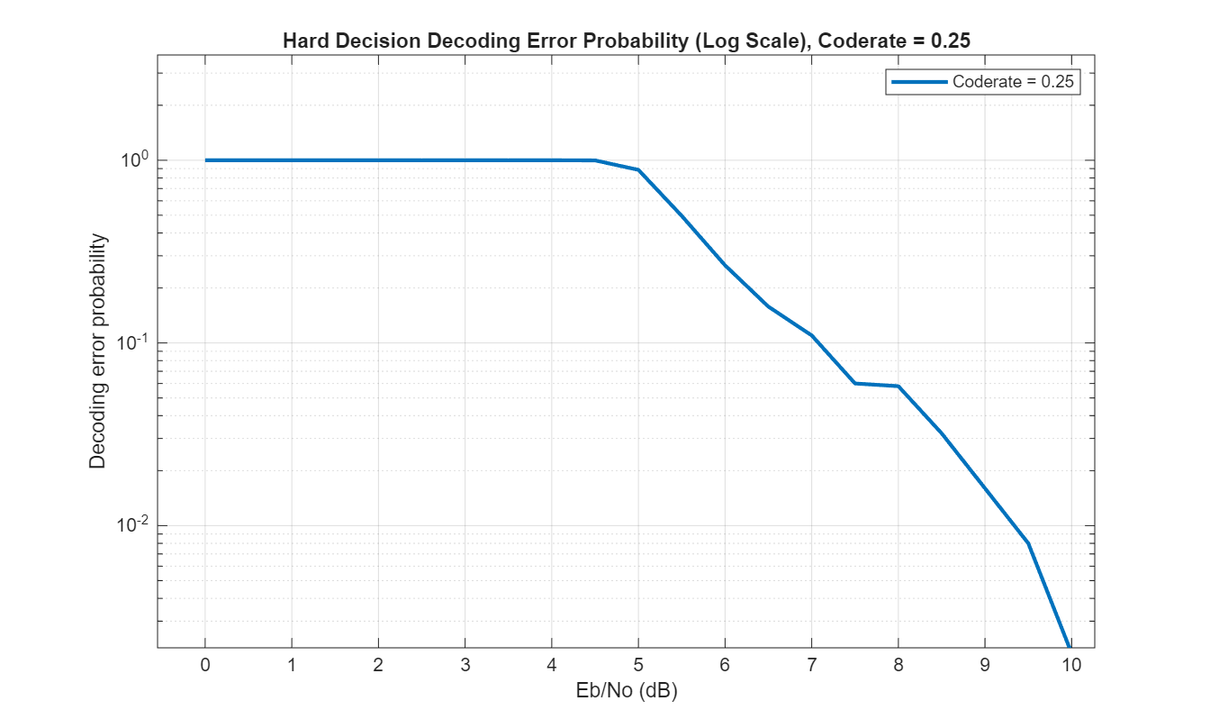 Hard Decision Decoding Error Probability (Log Scale), Coderate = 0.25
Coderate = 0.25
10^0
10^-1
10^-2
Decoding error probability
0 1 2 3 4 5 6 7 8 9 10
Eb/No (dB)